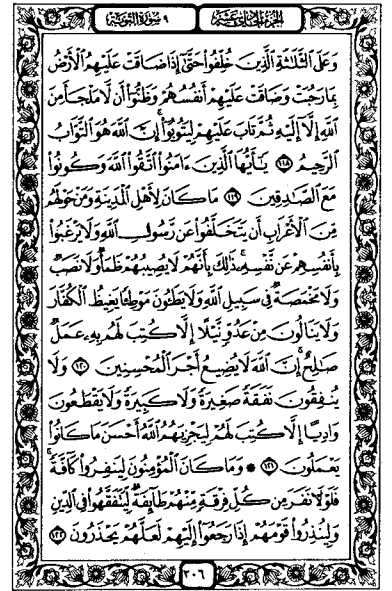 الجزء الحادي عشر ٩ سورة التوبة
وَعَلَى ٱلثَّلَٰثَةِ ٱلَّذِينَ خُلِّفُوا۟ حَتَّىٰٓ إِذَا ضَاقَتْ عَلَيْهِمُ ٱلْأَرْضُ
بِمَا رَحُبَتْ وَضَاقَتْ عَلَيْهِمْ أَنفُسُهُمْ وَظَنُّوٓا۟ أَن لَّا مَلْجَأَ مِنَ
ٱللَّهِ إِلَّآ إِلَيْهِ ثُمَّ تَابَ عَلَيْهِمْ لِيَتُوبُوٓا۟ۚ إِنَّ ٱللَّهَ هُوَ ٱلتَّوَّابُ
ٱلرَّحِيمُ ١١٨ يَٰٓأَيُّهَا ٱلَّذِينَ ءَامَنُوا۟ ٱتَّقُوا۟ ٱللَّهَ وَكُونُوا۟
مَعَ ٱلصَّٰدِقِينَ ١١٩ مَا كَانَ لِأَهْلِ ٱلْمَدِينَةِ وَمَنْ حَوْلَهُم
مِّنَ ٱلْأَعْرَابِ أَن يَتَخَلَّفُوا۟ عَن رَّسُولِ ٱللَّهِ وَلَا يَرْغَبُوا۟
بِأَنفُسِهِمْ عَن نَّفْسِهِۦۚ ذَٰلِكَ بِأَنَّهُمْ لَا يُصِيبُهُمْ ظَمَأٌ وَلَا نَصَبٌ
وَلَا مَخْمَصَةٌ فِى سَبِيلِ ٱللَّهِ وَلَا يَطَـُٔونَ مَوْطِئًا يَغِيظُ ٱلْكُفَّارَ
وَلَا يَنَالُونَ مِنْ عَدُوٍّ نَّيْلًا إِلَّا كُتِبَ لَهُم بِهِۦ عَمَلٌ
صَٰلِحٌۚ إِنَّ ٱللَّهَ لَا يُضِيعُ أَجْرَ ٱلْمُحْسِنِينَ ١٢٠ وَلَا
يُنفِقُونَ نَفَقَةً صَغِيرَةً وَلَا كَبِيرَةً وَلَا يَقْطَعُونَ
وَادِيًا إِلَّا كُتِبَ لَهُمْ لِيَجْزِيَهُمُ ٱللَّهُ أَحْسَنَ مَا كَانُوا۟
يَعْمَلُونَ ١٢١ ۞ وَمَا كَانَ ٱلْمُؤْمِنُونَ لِيَنفِرُوا۟ كَآفَّةًۚ
فَلَوْلَا نَفَرَ مِن كُلِّ فِرْقَةٍ مِّنْهُمْ طَآئِفَةٌ لِّيَتَفَقَّهُوا۟ فِى ٱلدِّينِ
وَلِيُنذِرُوا۟ قَوْمَهُمْ إِذَا رَجَعُوٓا۟ إِلَيْهِمْ لَعَلَّهُمْ يَحْذَرُونَ ١٢٢
٢٠٦